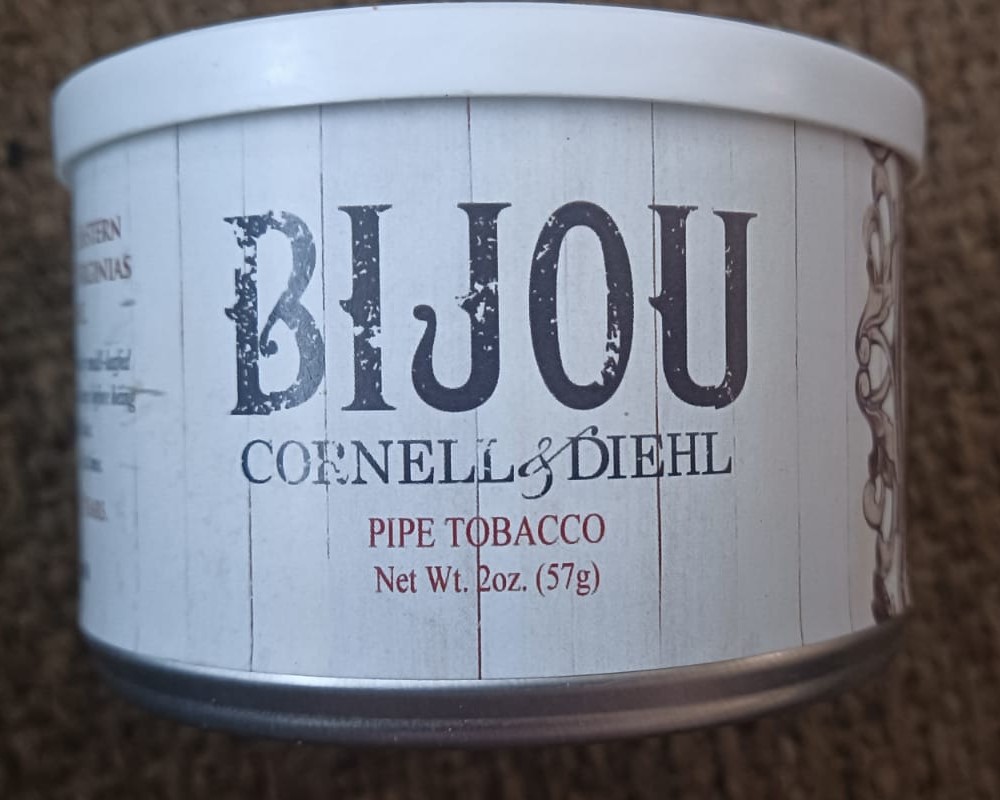 BIJOU
CORNELL & DIEHL
PIPE TOBACCO
Net Wt. 2oz. (57g)